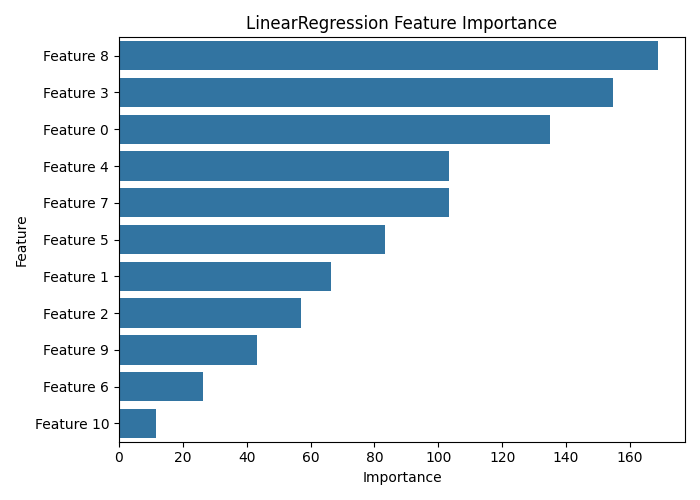 LinearRegression Feature Importance
Feature 8
Feature 3
Feature 0
Feature 4
Feature 7
Feature 5
Feature 1
Feature 2
Feature 9
Feature 6
Feature 10
Feature
0 20 40 60 80 100 120 140 160
Importance